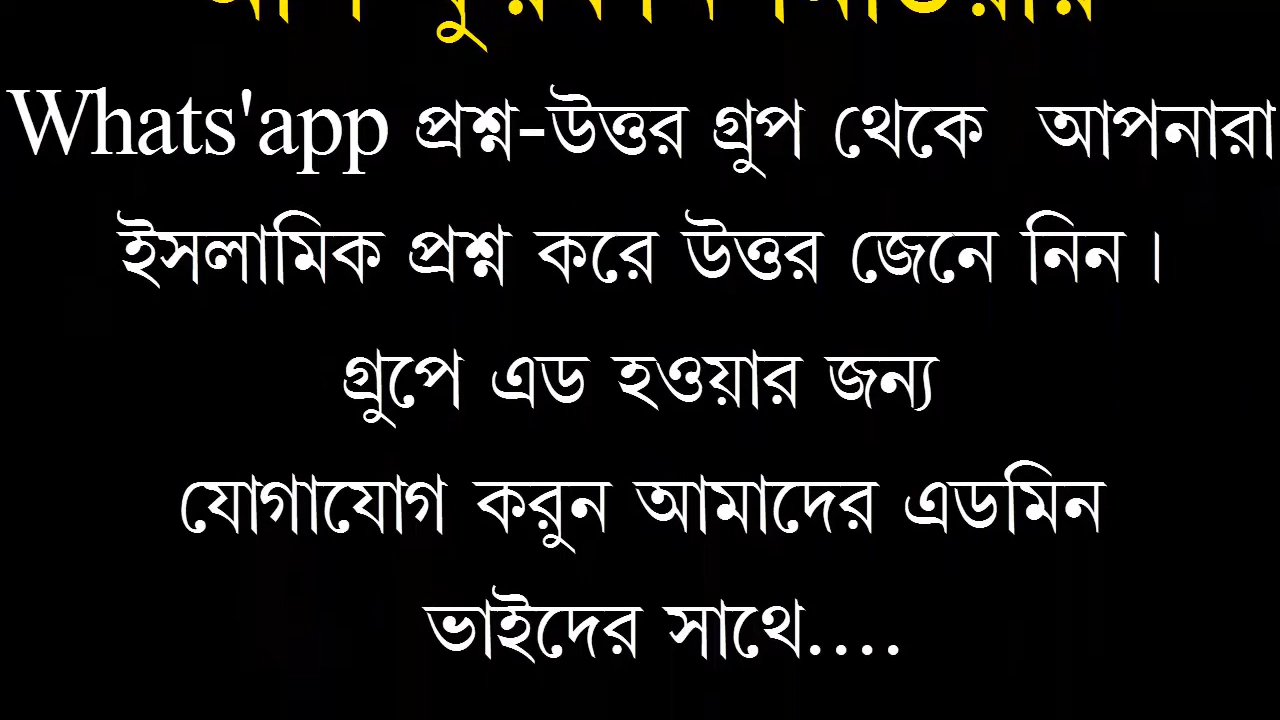 Whats'app প্রশ্ন-উত্তর গ্রুপ থেকে আপনারা
ইসলামিক প্রশ্ন করে উত্তর জেনে নিন।
গ্রুপে এড হওয়ার জন্য
যোগাযোগ করুন আমাদের এডমিন
ভাইদের সাথে....